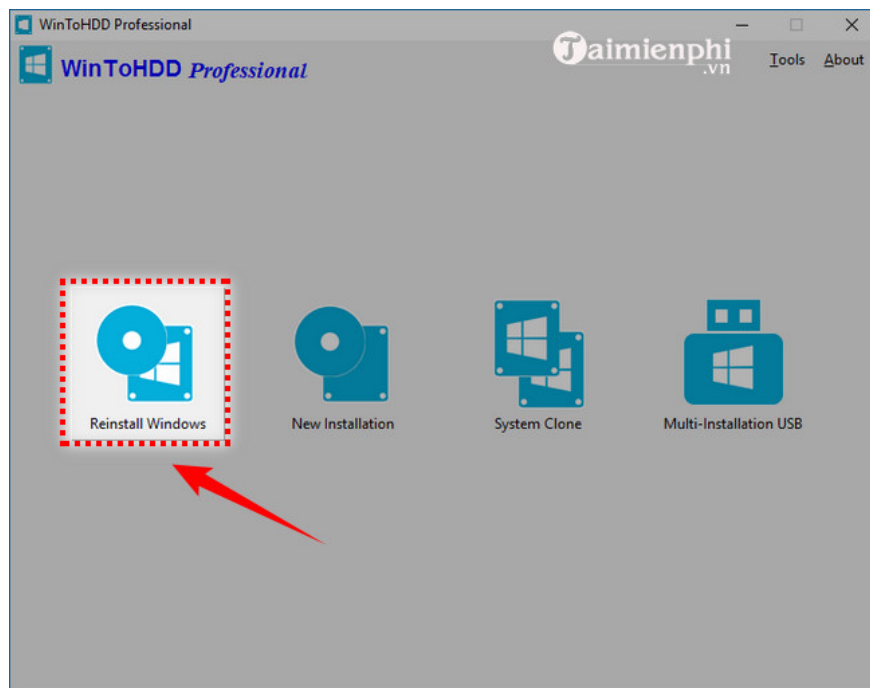 WinToHDD Professional
Taimienphi
.vn
WinToHDD Professional
Tools About
Reinstall Windows
New Installation
System Clone
Multi-Installation USB